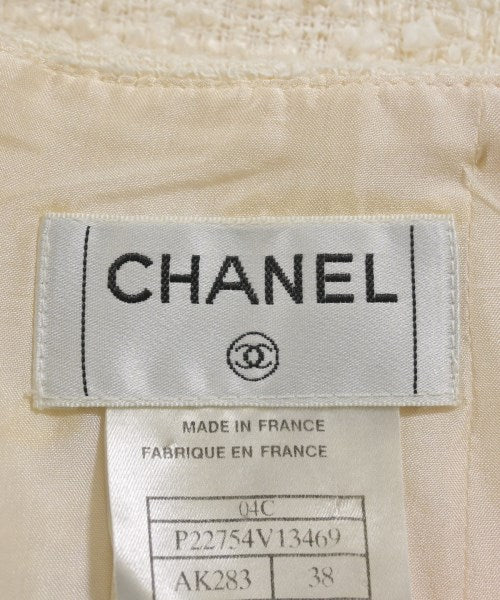 CHANEL
MADE IN FRANCE
FABRIQUE EN FRANCE
04C
P22754V13469
AK283 38